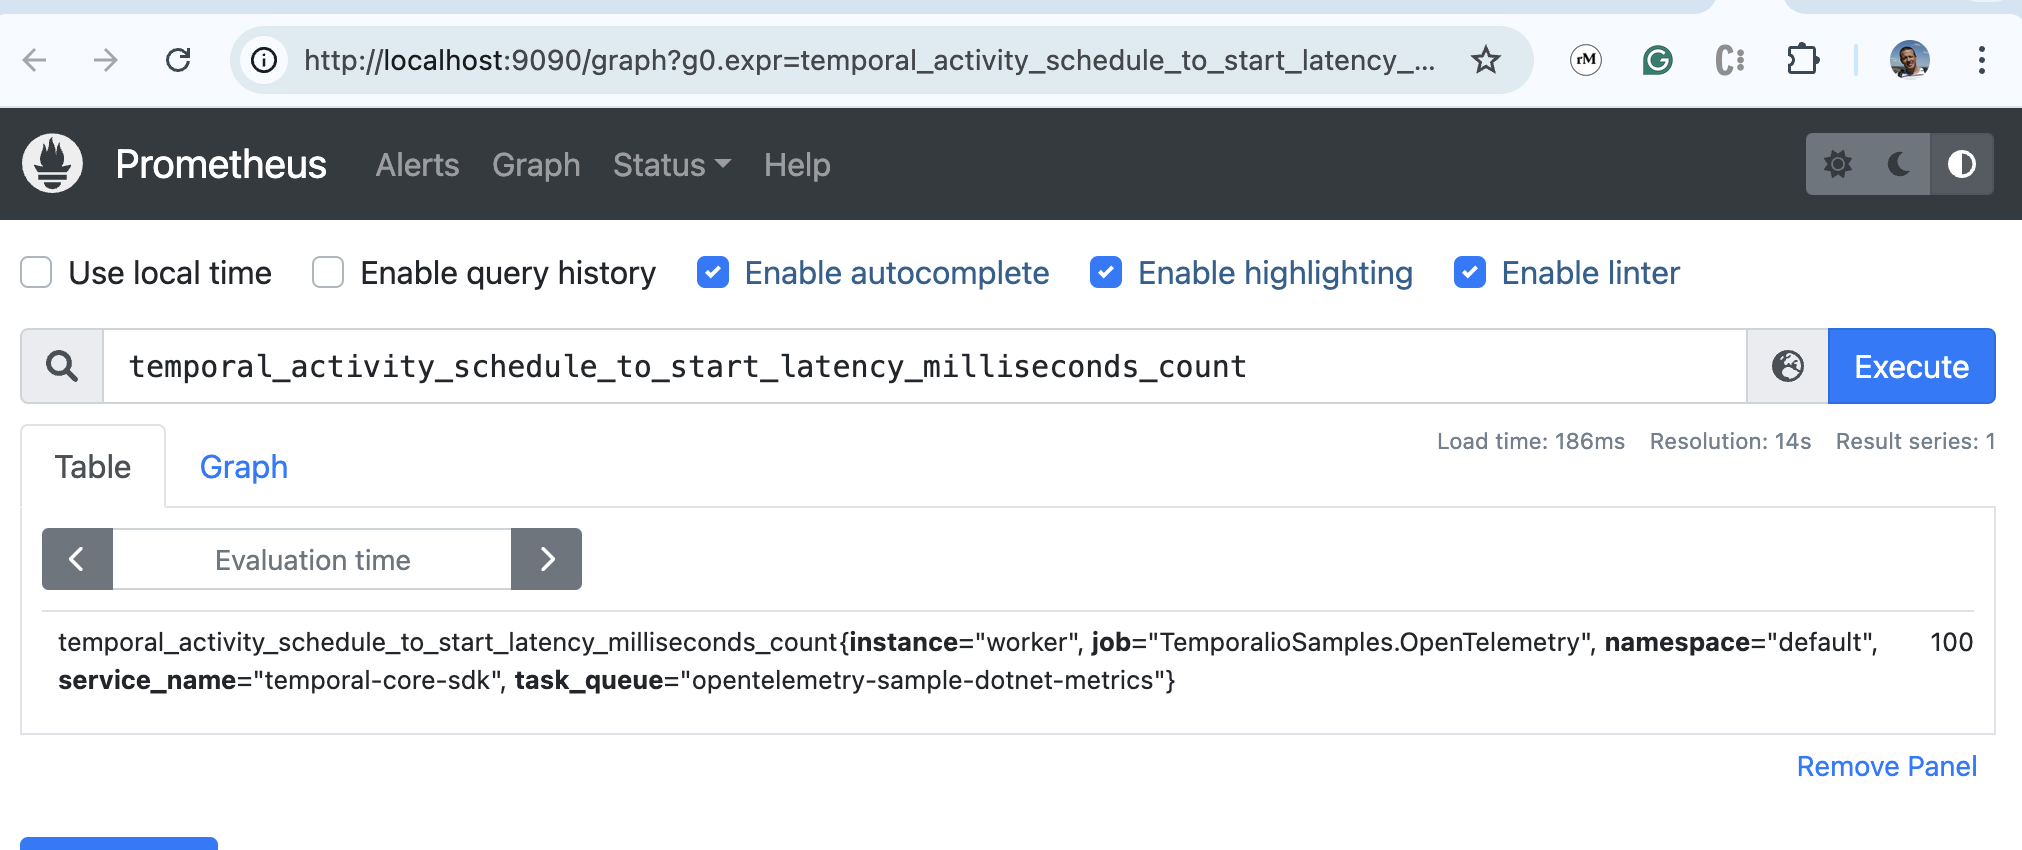 http://localhost:9090/graph?g0.expr=temporal_activity_schedule_to_start_latency_...
rM
Prometheus Alerts Graph Status Help
Use local time Enable query history Enable autocomplete Enable highlighting Enable linter
temporal_activity_schedule_to_start_latency_milliseconds_count Execute
Load time: 186ms Resolution: 14s Result series: 1
Table Graph
Evaluation time
temporal_activity_schedule_to_start_latency_milliseconds_count{instance="worker", job="TemporalioSamples.OpenTelemetry", namespace="default", 100
service_name="temporal-core-sdk", task_queue="opentelemetry-sample-dotnet-metrics"}
Remove Panel